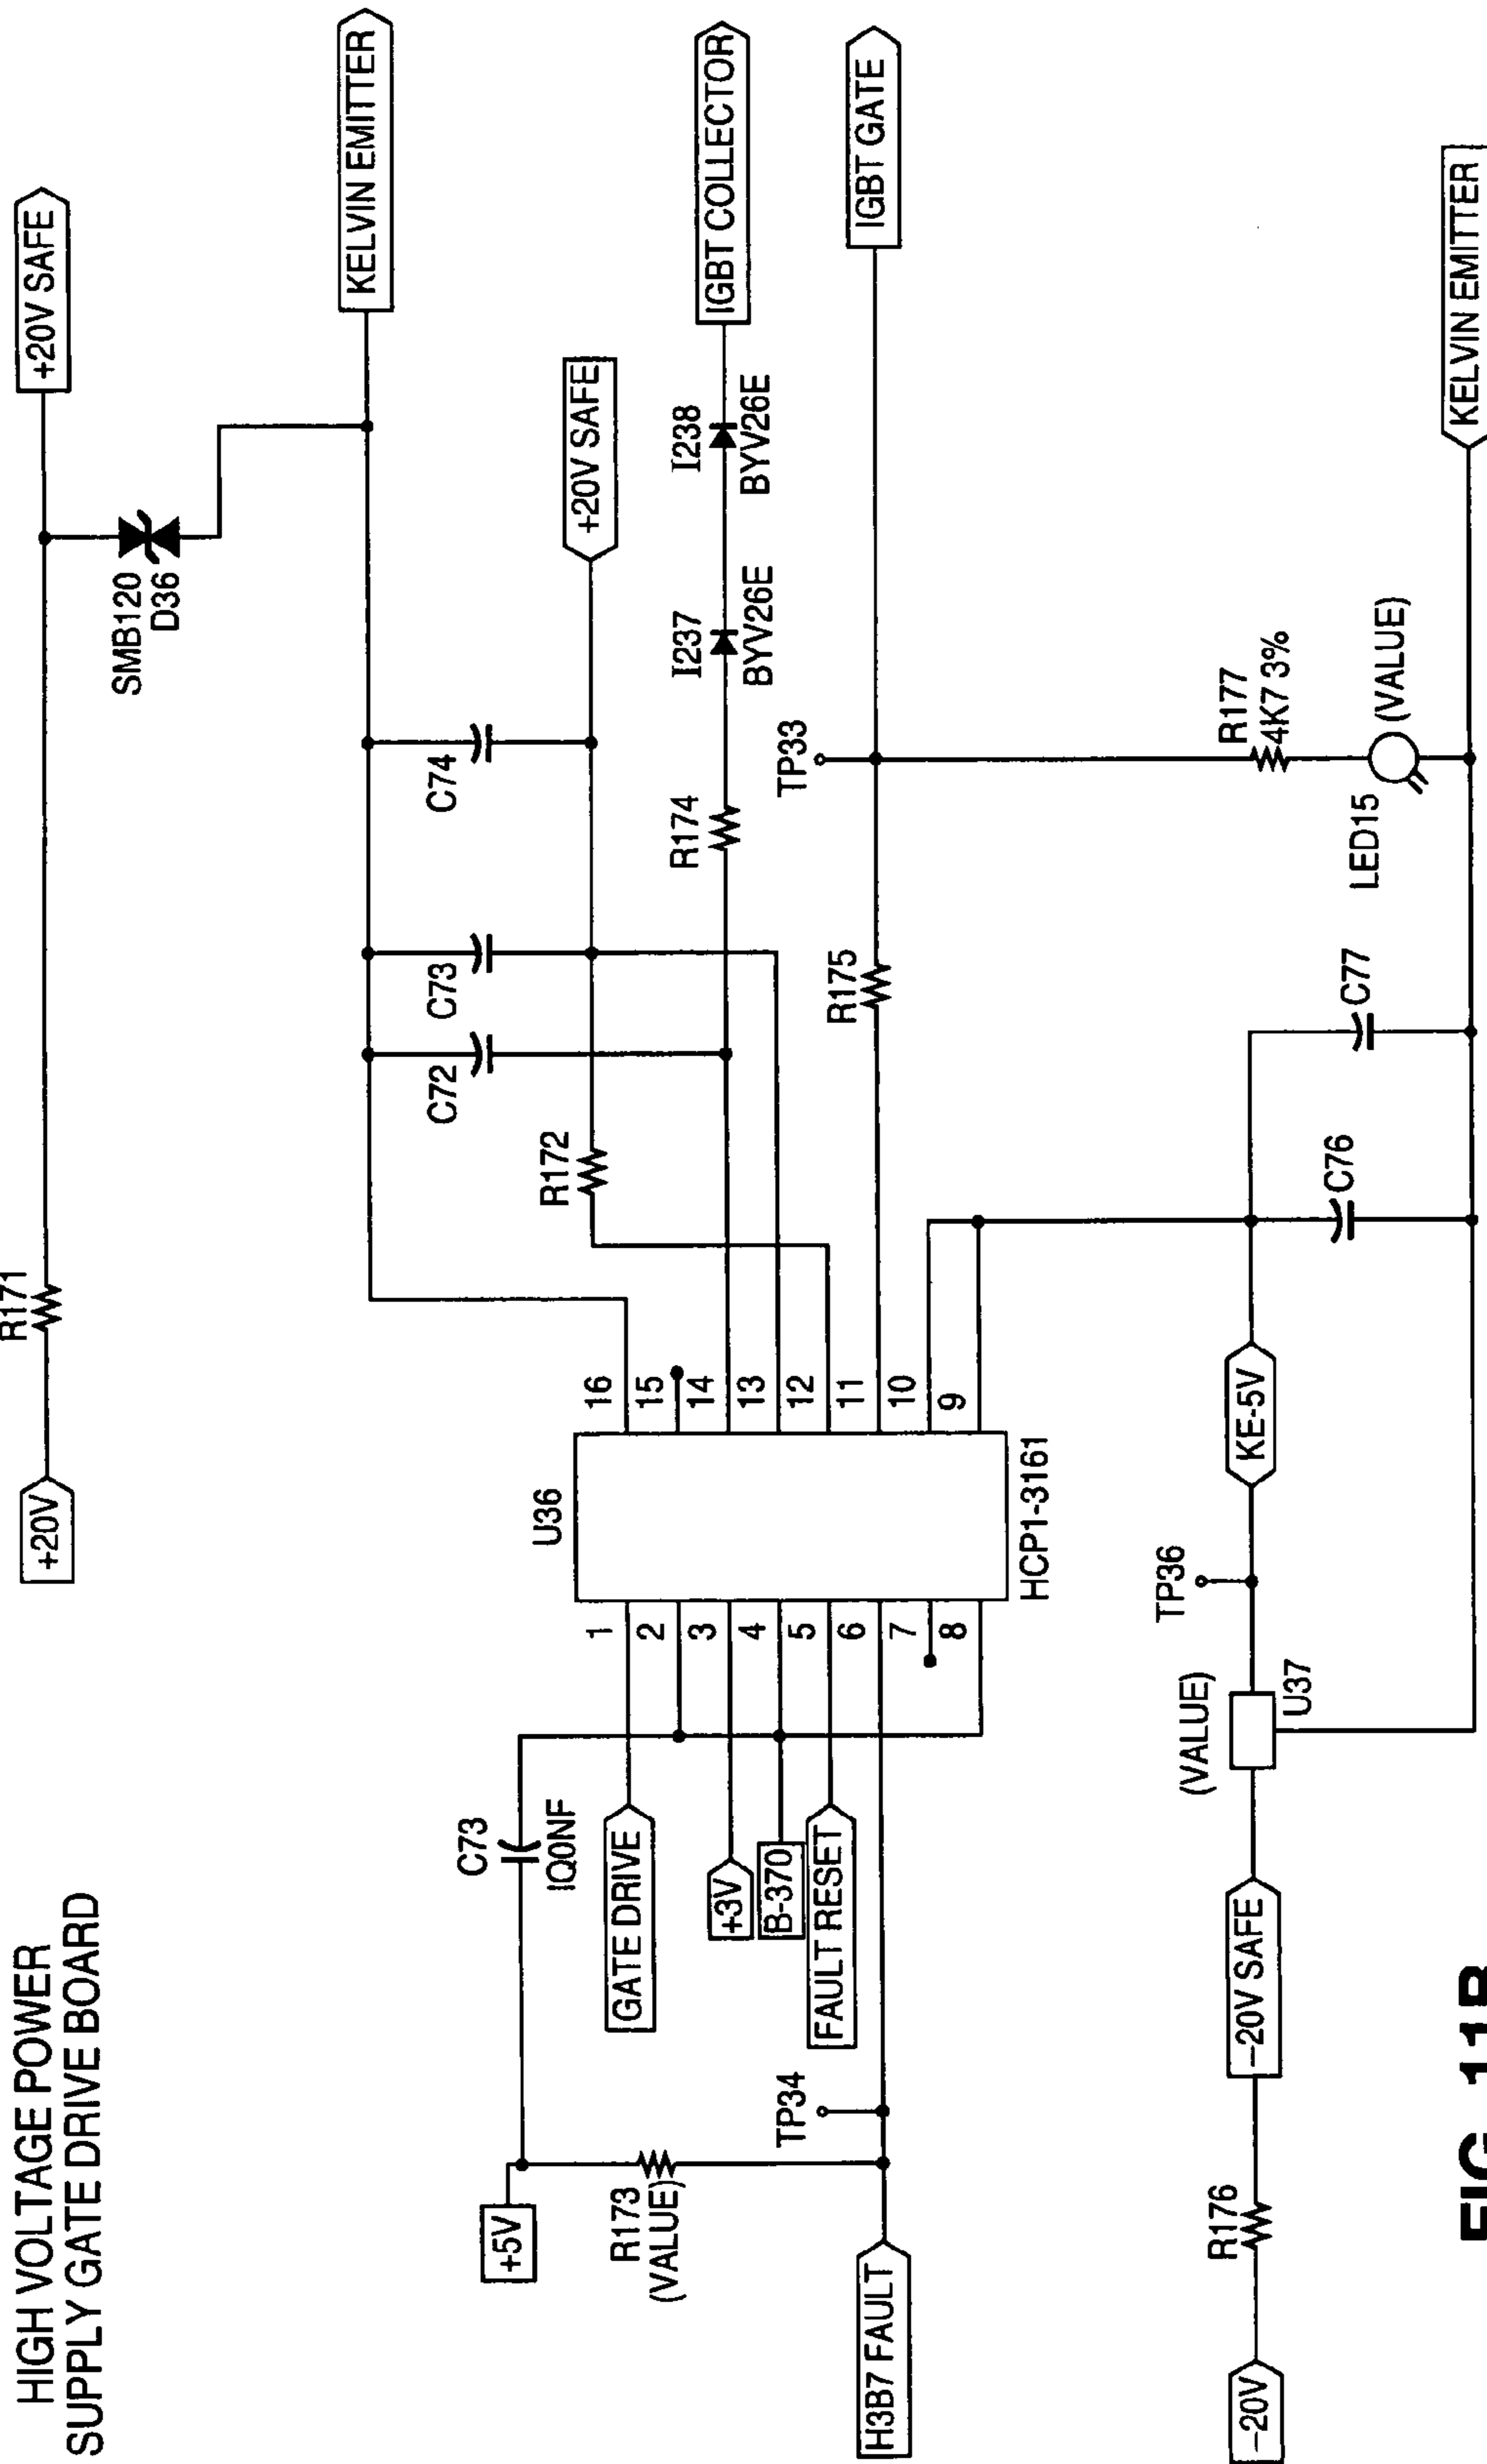 HIGH VOLTAGE POWER
SUPPLY GATE DRIVE BOARD
+20V
R171
+20V SAFE
SMB120
D36
KELVIN EMITTER
C72
C73
C74
+20V SAFE
R172
R174
I237
BYV26E
I238
BYV26E
IGBT COLLECTOR
TP33
R175
IGBT GATE
R177
4K7 3%
LED15
(VALUE)
KELVIN EMITTER
+5V
C73
IQ0NF
R173
(VALUE)
GATE DRIVE
+3V
B-370
FAULT RESET
TP34
H3B7 FAULT
U36
1
2
3
4
5
6
7
8
16
15
14
13
12
11
10
9
HCP1-3161
-20V
R176
-20V SAFE
(VALUE)
U37
TP36
KE-5V
C76
C77
FIG. 11B